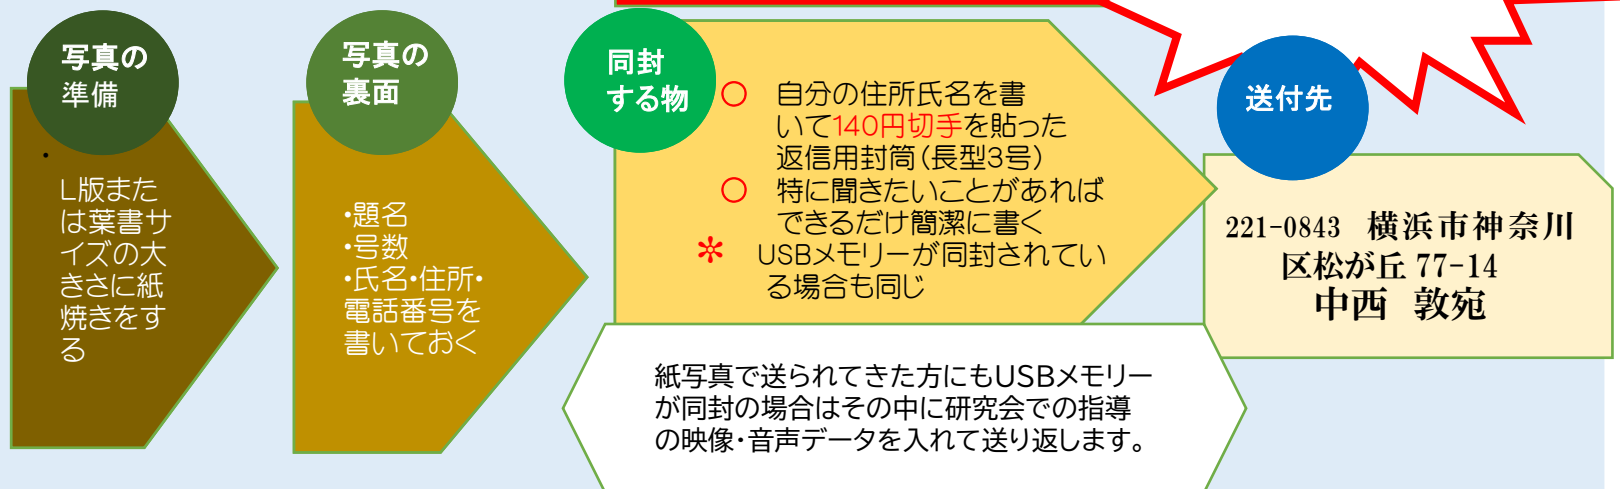 写真の
準備
・
L版また
は葉書サ
イズの大
きさに紙
焼きをす
る
写真の
裏面
・題名
・号数
・氏名・住所・
電話番号を
書いておく
同封
する物
○ 自分の住所氏名を書
いて140円切手を貼った
返信用封筒(長型3号)
○ 特に聞きたいことがあれば
できるだけ簡潔に書く
＊ USBメモリーが同封されてい
る場合も同じ
送付先
221-0843 横浜市神奈川
区松が丘 77-14
中西 敦宛
紙写真で送られてきた方にもUSBメモリー
が同封の場合はその中に研究会での指導
の映像・音声データを入れて送り返します。